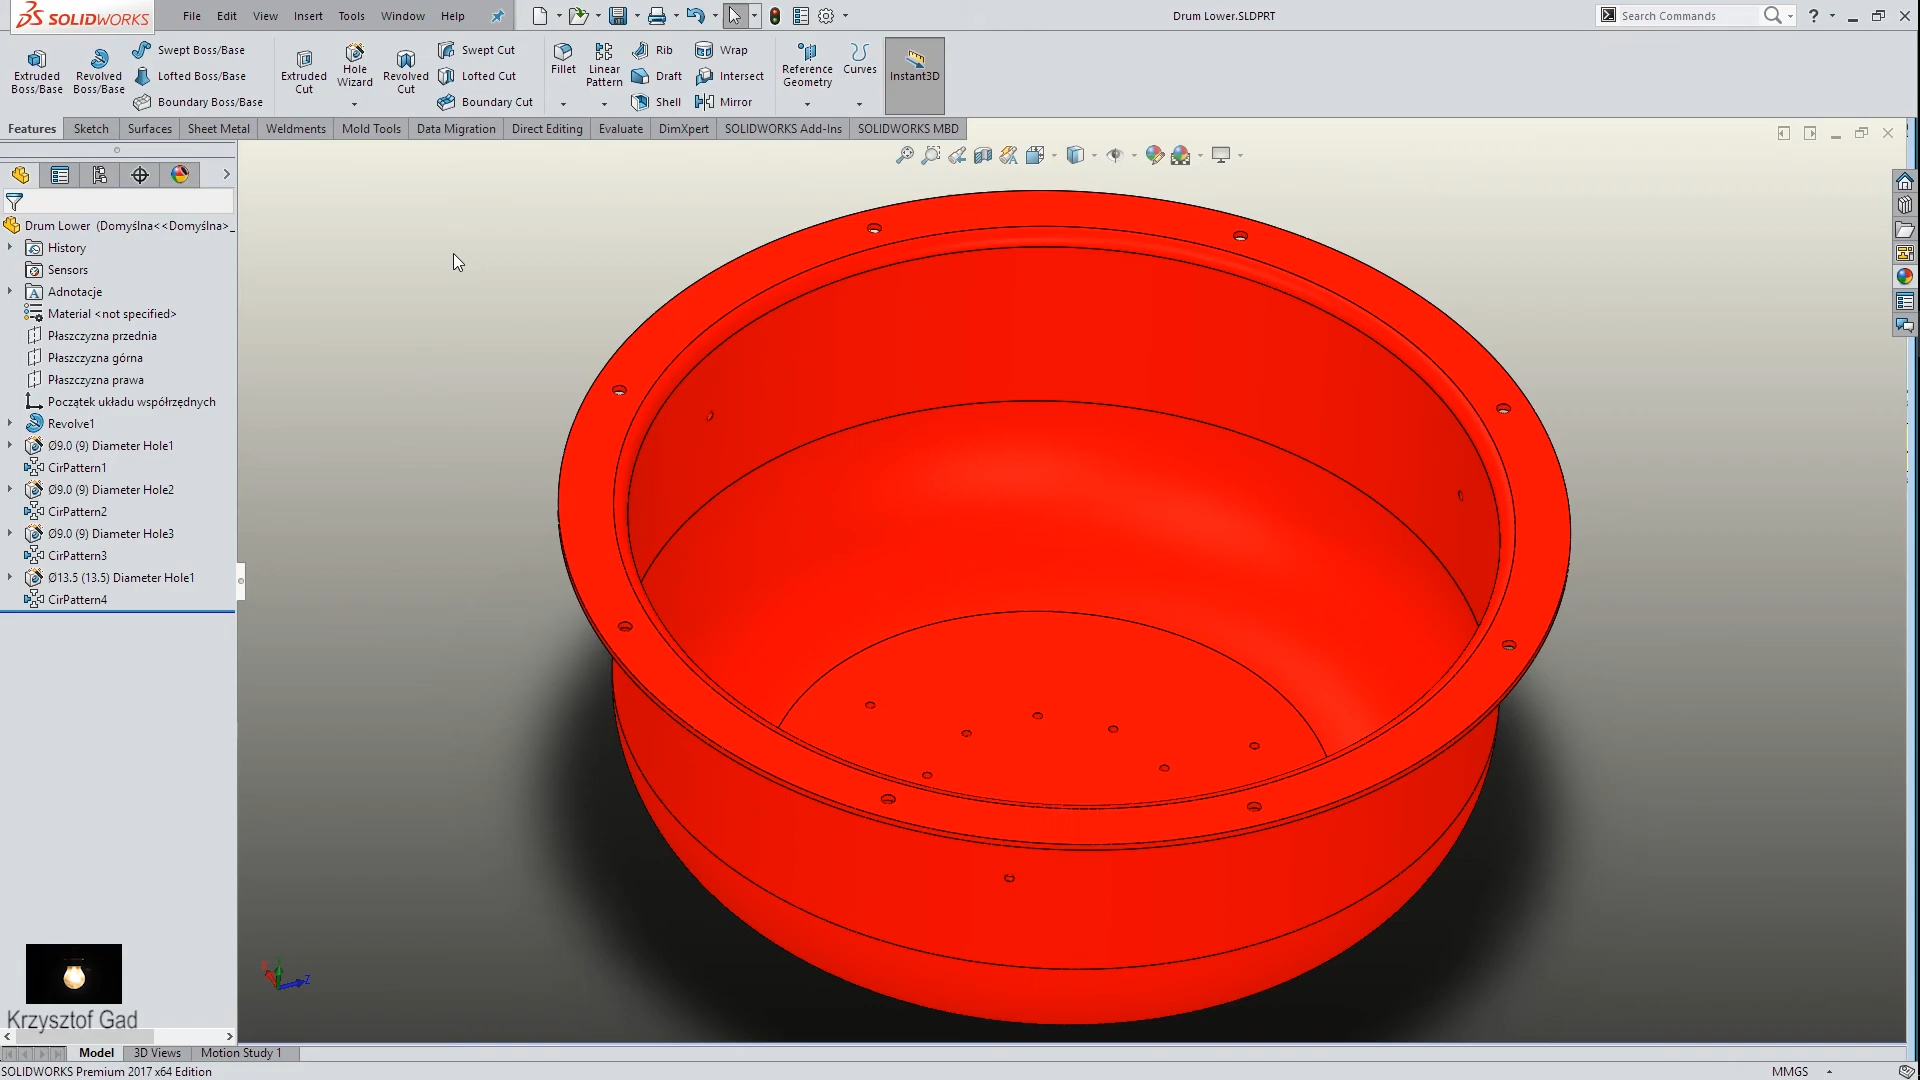 SOLIDWORKS File Edit View Insert Tools Window Help Drum Lower.SLDPRT Search Commands ?
Extruded Boss/Base
Revolved Boss/Base
Swept Boss/Base
Lofted Boss/Base
Boundary Boss/Base
Extruded Cut
Hole Wizard
Revolved Cut
Swept Cut
Lofted Cut
Boundary Cut
Fillet
Linear Pattern
Rib
Draft
Shell
Wrap
Intersect
Mirror
Reference Geometry
Curves
Instant3D
Features Sketch Surfaces Sheet Metal Weldments Mold Tools Data Migration Direct Editing Evaluate DimXpert SOLIDWORKS Add-Ins SOLIDWORKS MBD
Drum Lower (Domyślna<<Domyślna>_
History
Sensors
Adnotacje
Material <not specified>
Płaszczyzna przednia
Płaszczyzna górna
Płaszczyzna prawa
Początek układu współrzędnych
Revolve1
Ø9.0 (9) Diameter Hole1
CirPattern1
Ø9.0 (9) Diameter Hole2
CirPattern2
Ø9.0 (9) Diameter Hole3
CirPattern3
Ø13.5 (13.5) Diameter Hole1
CirPattern4
Z
Krzysztof Gad
Model 3D Views Motion Study 1
SOLIDWORKS Premium 2017 x64 Edition MMGS